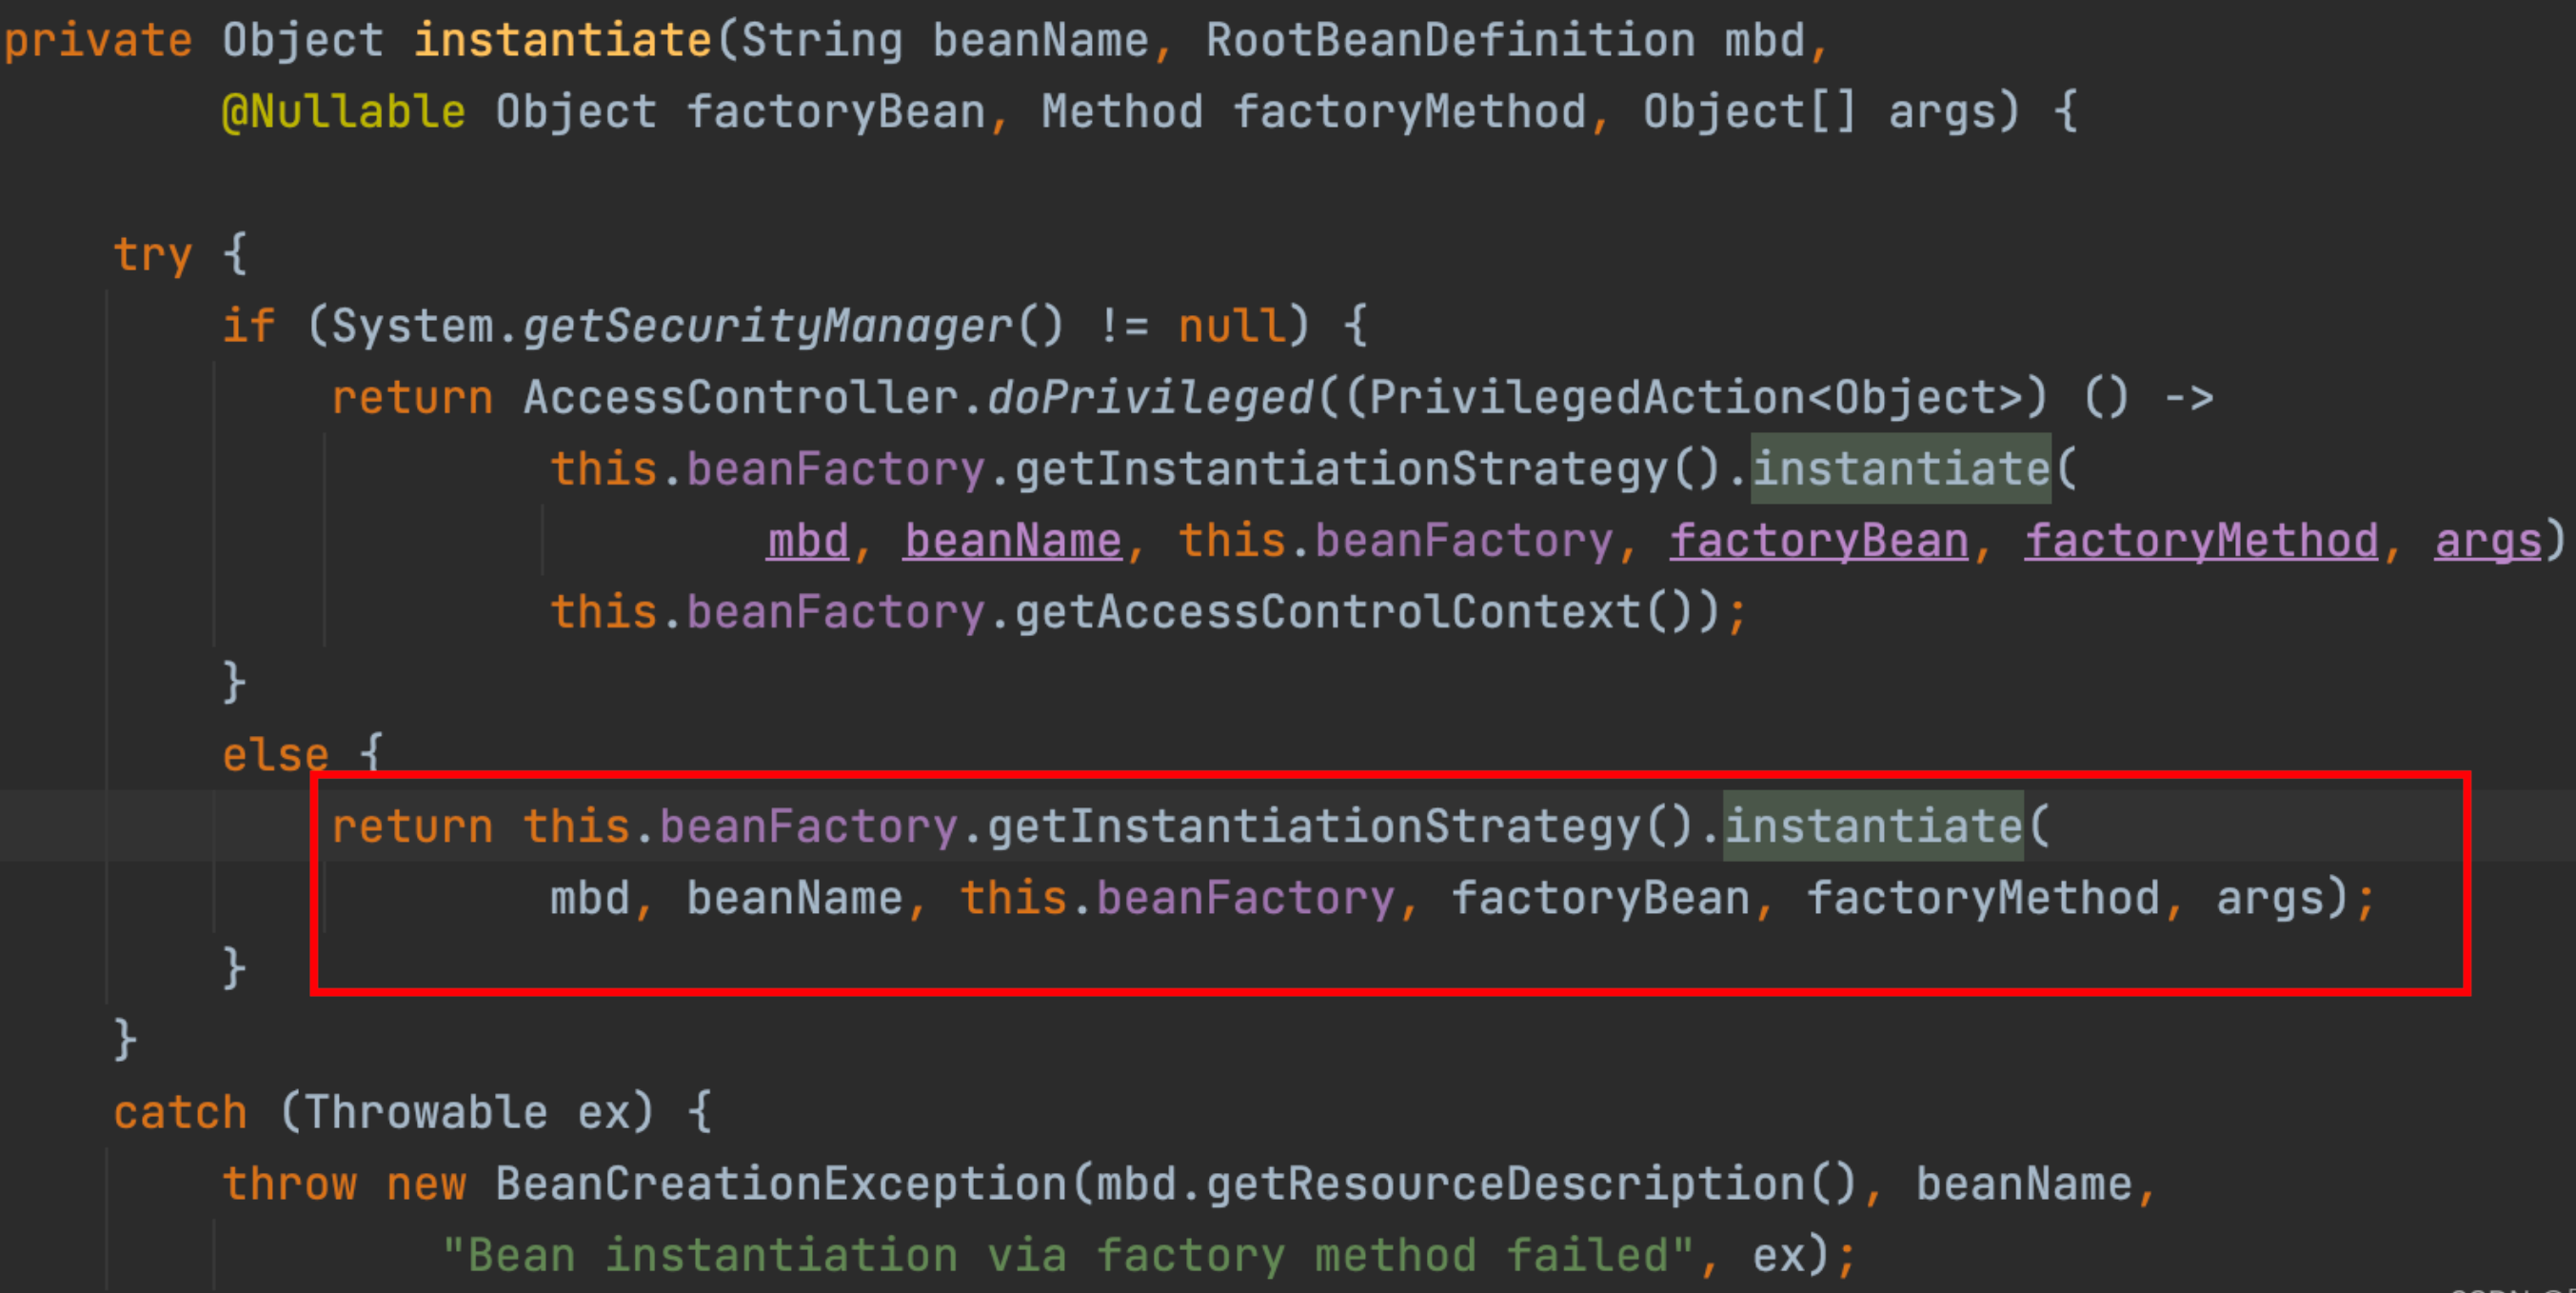 private Object instantiate(String beanName, RootBeanDefinition mbd,
@Nullable Object factoryBean, Method factoryMethod, Object[] args) {
try {
if (System.getSecurityManager() != null) {
return AccessController.doPrivileged((PrivilegedAction<Object>) () ->
this.beanFactory.getInstantiationStrategy().instantiate(
mbd, beanName, this.beanFactory, factoryBean, factoryMethod, args)
this.beanFactory.getAccessControlContext());
}
else {
return this.beanFactory.getInstantiationStrategy().instantiate(
mbd, beanName, this.beanFactory, factoryBean, factoryMethod, args);
}
}
catch (Throwable ex) {
throw new BeanCreationException(mbd.getResourceDescription(), beanName,
"Bean instantiation via factory method failed", ex);